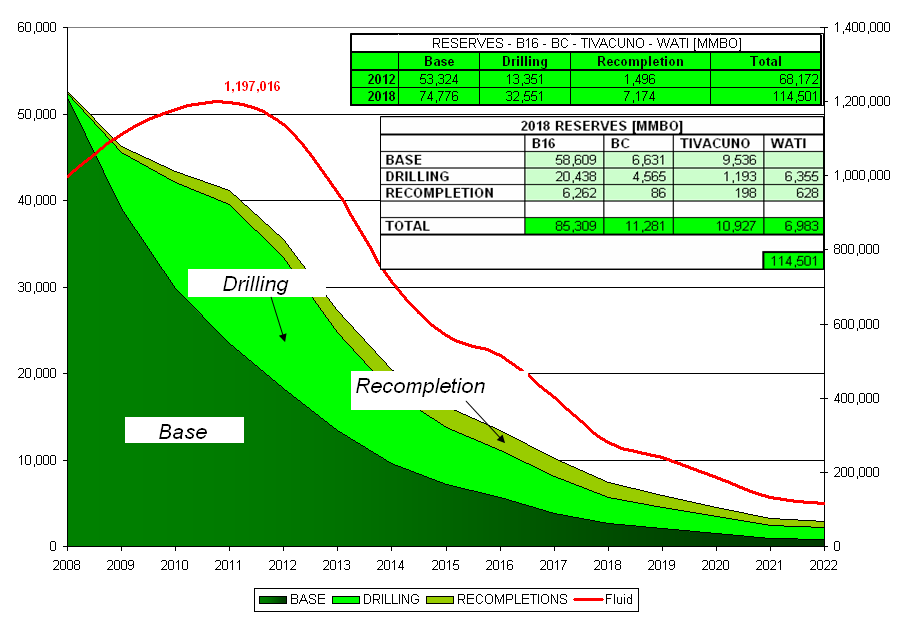 60,000
50,000
40,000
30,000
20,000
10,000
0
1,400,000
1,200,000
1,000,000
800,000
600,000
400,000
200,000
0
1,197,016
RESERVES - B16 - BC - TIVACUNO - WATI [MMBO]
Base Drilling Recompletion Total
2012 53,324 13,351 1,496 68,172
2018 74,776 32,551 7,174 114,501
2018 RESERVES [MMBO]
B16 BC TIVACUNO WATI
BASE 58,609 6,631 9,536
DRILLING 20,438 4,565 1,193 6,355
RECOMPLETION 6,262 86 198 628
TOTAL 85,309 11,281 10,927 6,983
114,501
Drilling
Recompletion
Base
2008 2009 2010 2011 2012 2013 2014 2015 2016 2017 2018 2019 2020 2021 2022
BASE DRILLING RECOMPLETIONS Fluid